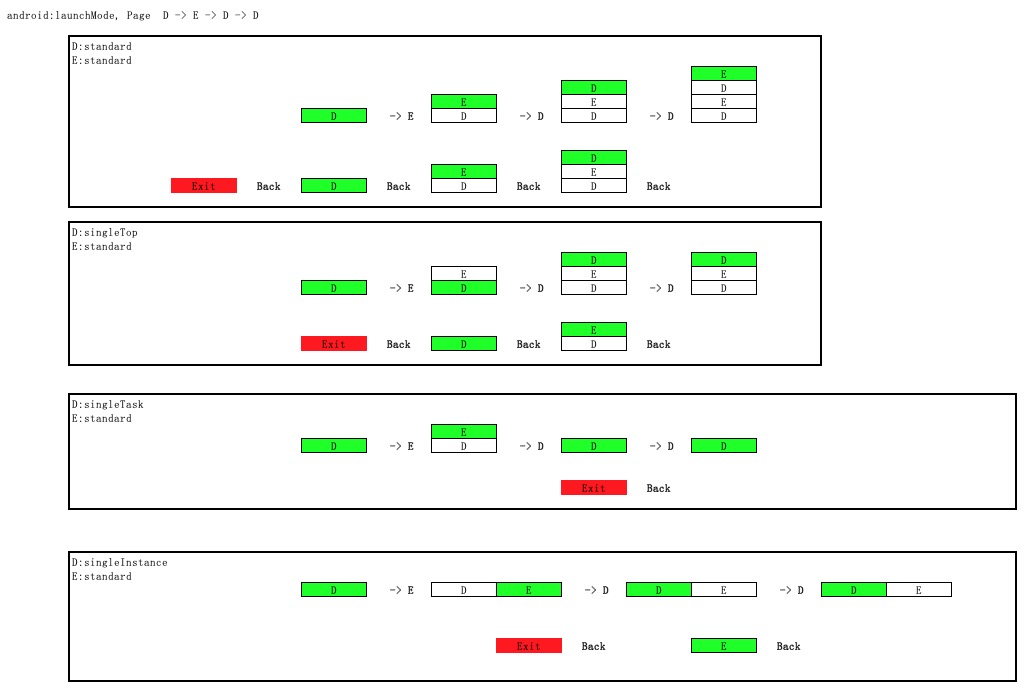 android:launchMode, Page D -> E -> D -> D
D:standard
E:standard
E
D D
E E E
D -> E D -> D D -> D D
D
E E
Exit Back D Back D Back D Back
D:singleTop
E:standard
D D
E E E
D -> E D -> D D -> D D
E
Exit Back D Back D Back
D:singleTask
E:standard
E
D -> E D -> D D -> D D
Exit Back
D:singleInstance
E:standard
D -> E D E -> D D E -> D D E
Exit Back E Back